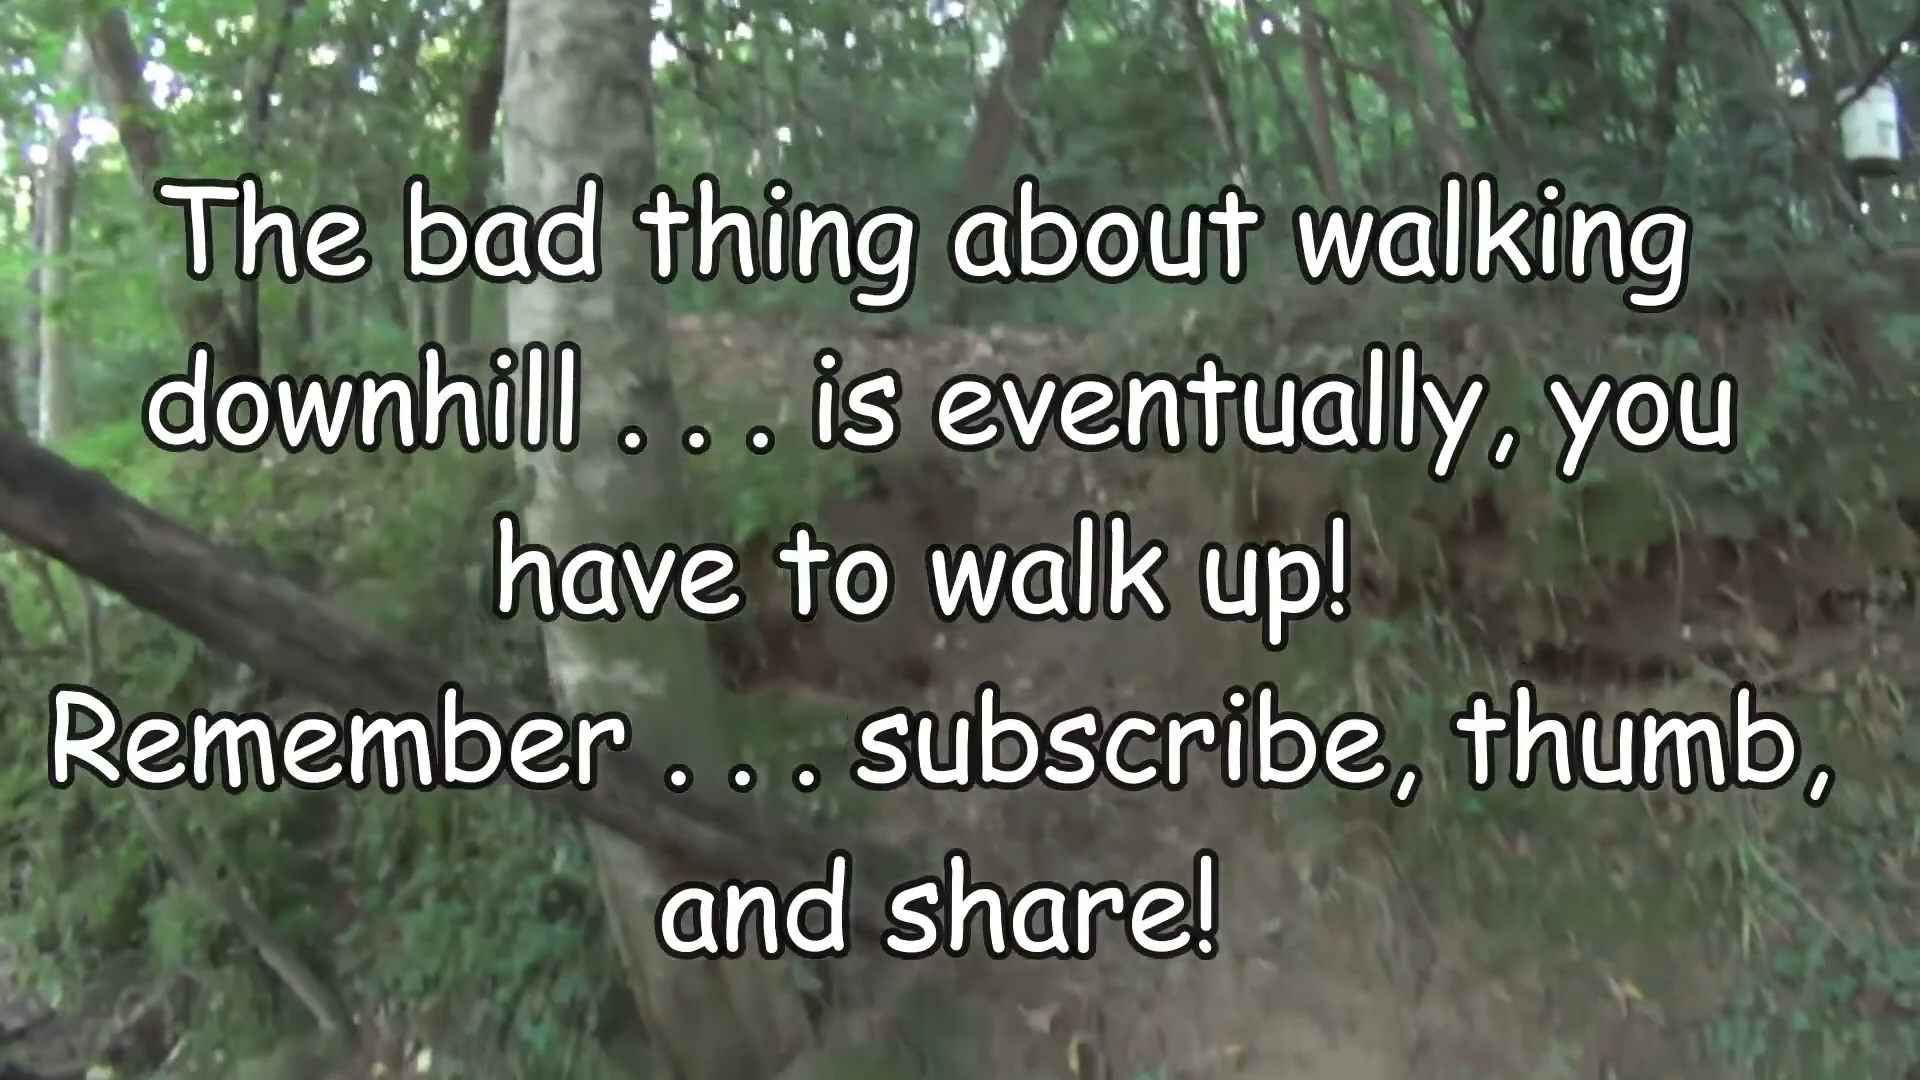 The bad thing about walking
downhill . . . is eventually, you
have to walk up!
Remember . . . subscribe, thumb,
and share!